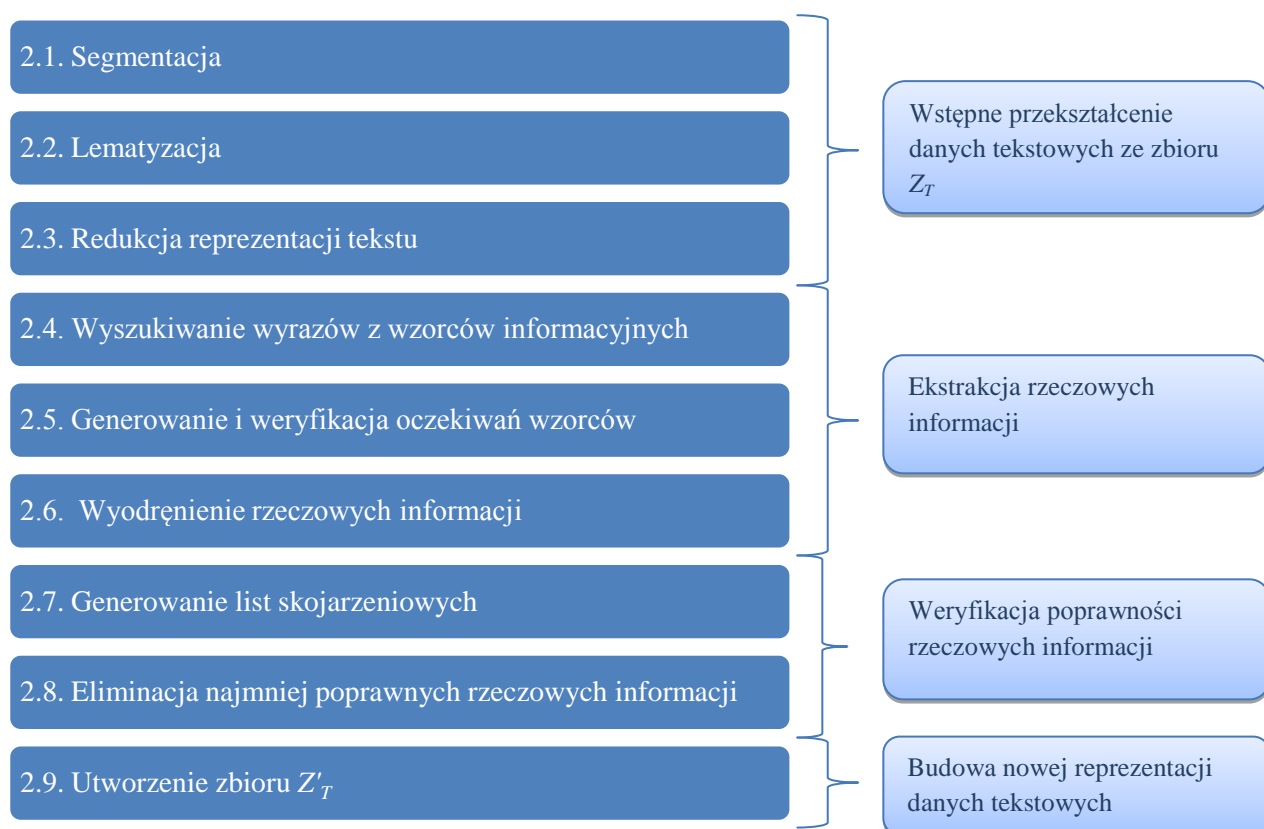 2.1. Segmentacja
2.2. Lematyzacja
2.3. Redukcja reprezentacji tekstu
Wstępne przekształcenie
danych tekstowych ze zbioru
Z_T
2.4. Wyszukiwanie wyrazów z wzorców informacyjnych
2.5. Generowanie i weryfikacja oczekiwań wzorców
2.6. Wyodręnienie rzeczowych informacji
Ekstrakcja rzeczowych
informacji
2.7. Generowanie list skojarzeniowych
2.8. Eliminacja najmniej poprawnych rzeczowych informacji
Weryfikacja poprawności
rzeczowych informacji
2.9. Utworzenie zbioru Z'_T
Budowa nowej reprezentacji
danych tekstowych